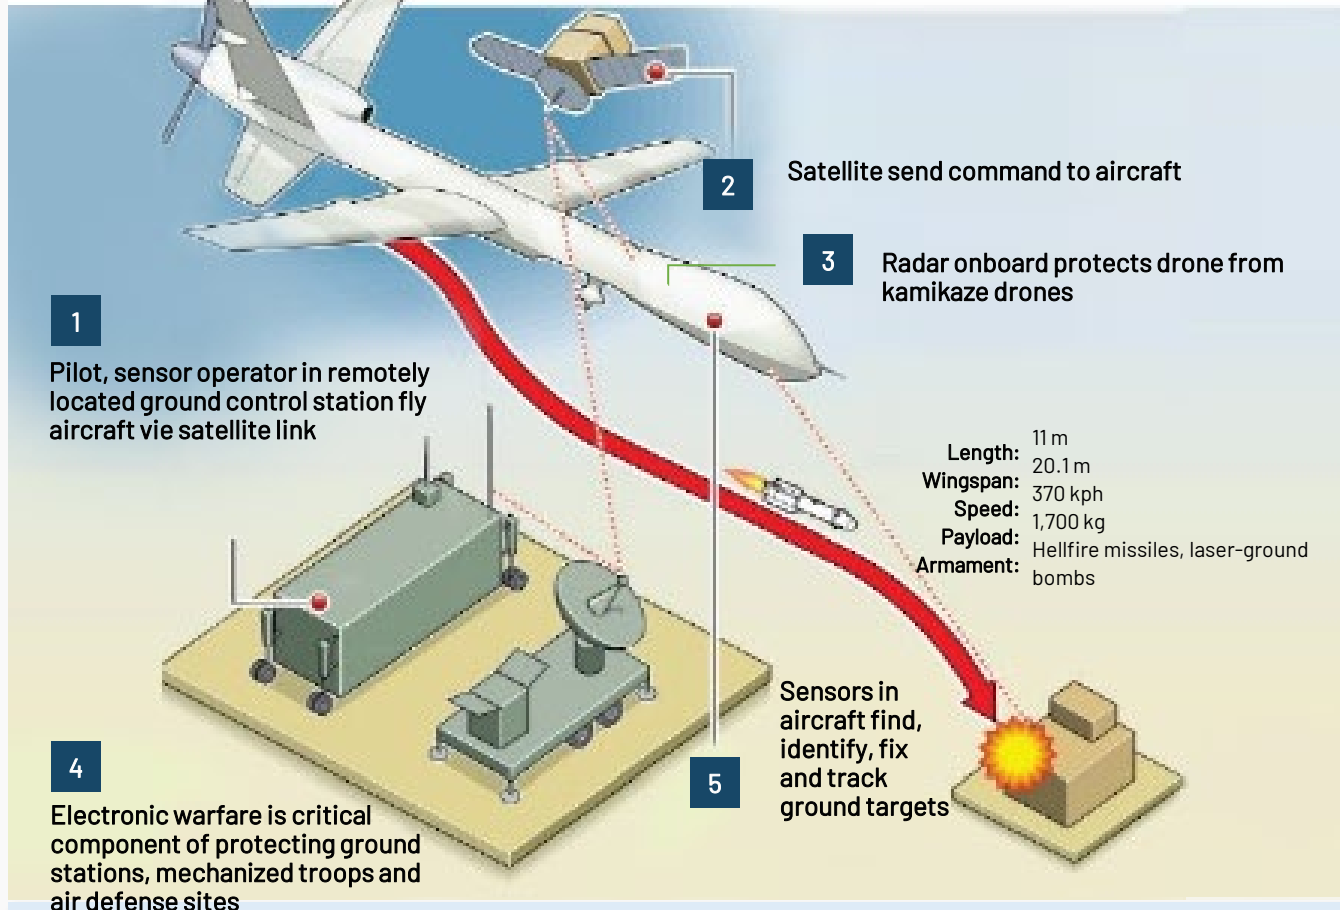 2
Satellite send command to aircraft
3
Radar onboard protects drone from
kamikaze drones
1
Pilot, sensor operator in remotely
located ground control station fly
aircraft vie satellite link
Length:
11 m
Wingspan:
20.1 m
Speed:
370 kph
Payload:
1,700 kg
Armament:
Hellfire missiles, laser-ground
bombs
4
Electronic warfare is critical
component of protecting ground
stations, mechanized troops and
air defense sites
5
Sensors in
aircraft find,
identify, fix
and track
ground targets